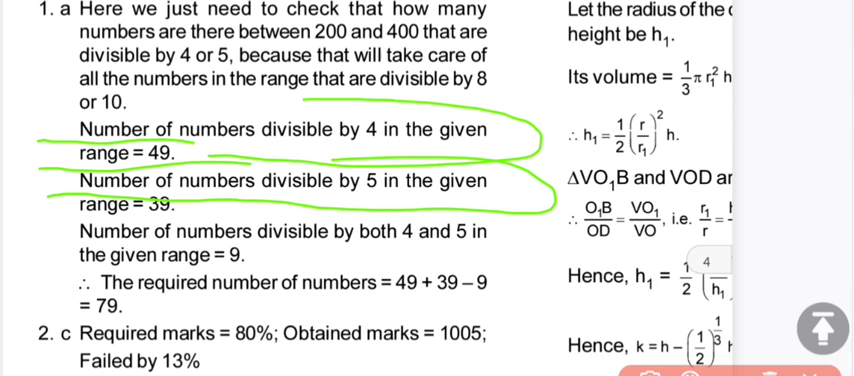 1. a Here we just need to check that how many
numbers are there between 200 and 400 that are
divisible by 4 or 5, because that will take care of
all the numbers in the range that are divisible by 8
or 10.
Number of numbers divisible by 4 in the given
range = 49.
Number of numbers divisible by 5 in the given
range = 39.
Number of numbers divisible by both 4 and 5 in
the given range = 9.
∴ The required number of numbers = 49 + 39 – 9
= 79.
2. c Required marks = 80%; Obtained marks = 1005;
Failed by 13%
Let the radius of the
height be h₁.
Its volume = 1/3 π r₁² h
∴ h₁ = 1/2 (r/r₁)² h.
ΔVO₁B and VOD ar
∴ O₁B/OD = VO₁/VO, i.e. r₁/r =
4
Hence, h₁ = 1/2 ( /h₁
Hence, k = h – (1/2)^1/3